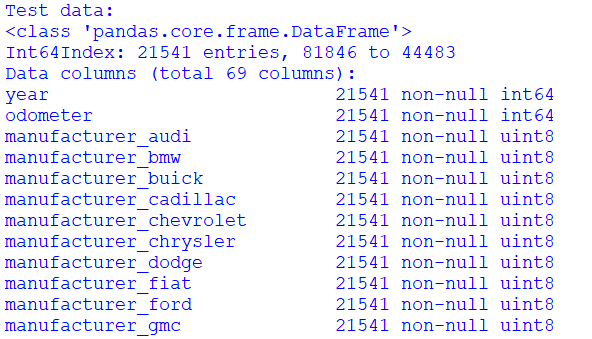 Test data:
<class 'pandas.core.frame.DataFrame'>
Int64Index: 21541 entries, 81846 to 44483
Data columns (total 69 columns):
year                          21541 non-null int64
odometer                      21541 non-null int64
manufacturer_audi             21541 non-null uint8
manufacturer_bmw              21541 non-null uint8
manufacturer_buick            21541 non-null uint8
manufacturer_cadillac         21541 non-null uint8
manufacturer_chevrolet        21541 non-null uint8
manufacturer_chrysler         21541 non-null uint8
manufacturer_dodge            21541 non-null uint8
manufacturer_fiat             21541 non-null uint8
manufacturer_ford             21541 non-null uint8
manufacturer_gmc              21541 non-null uint8